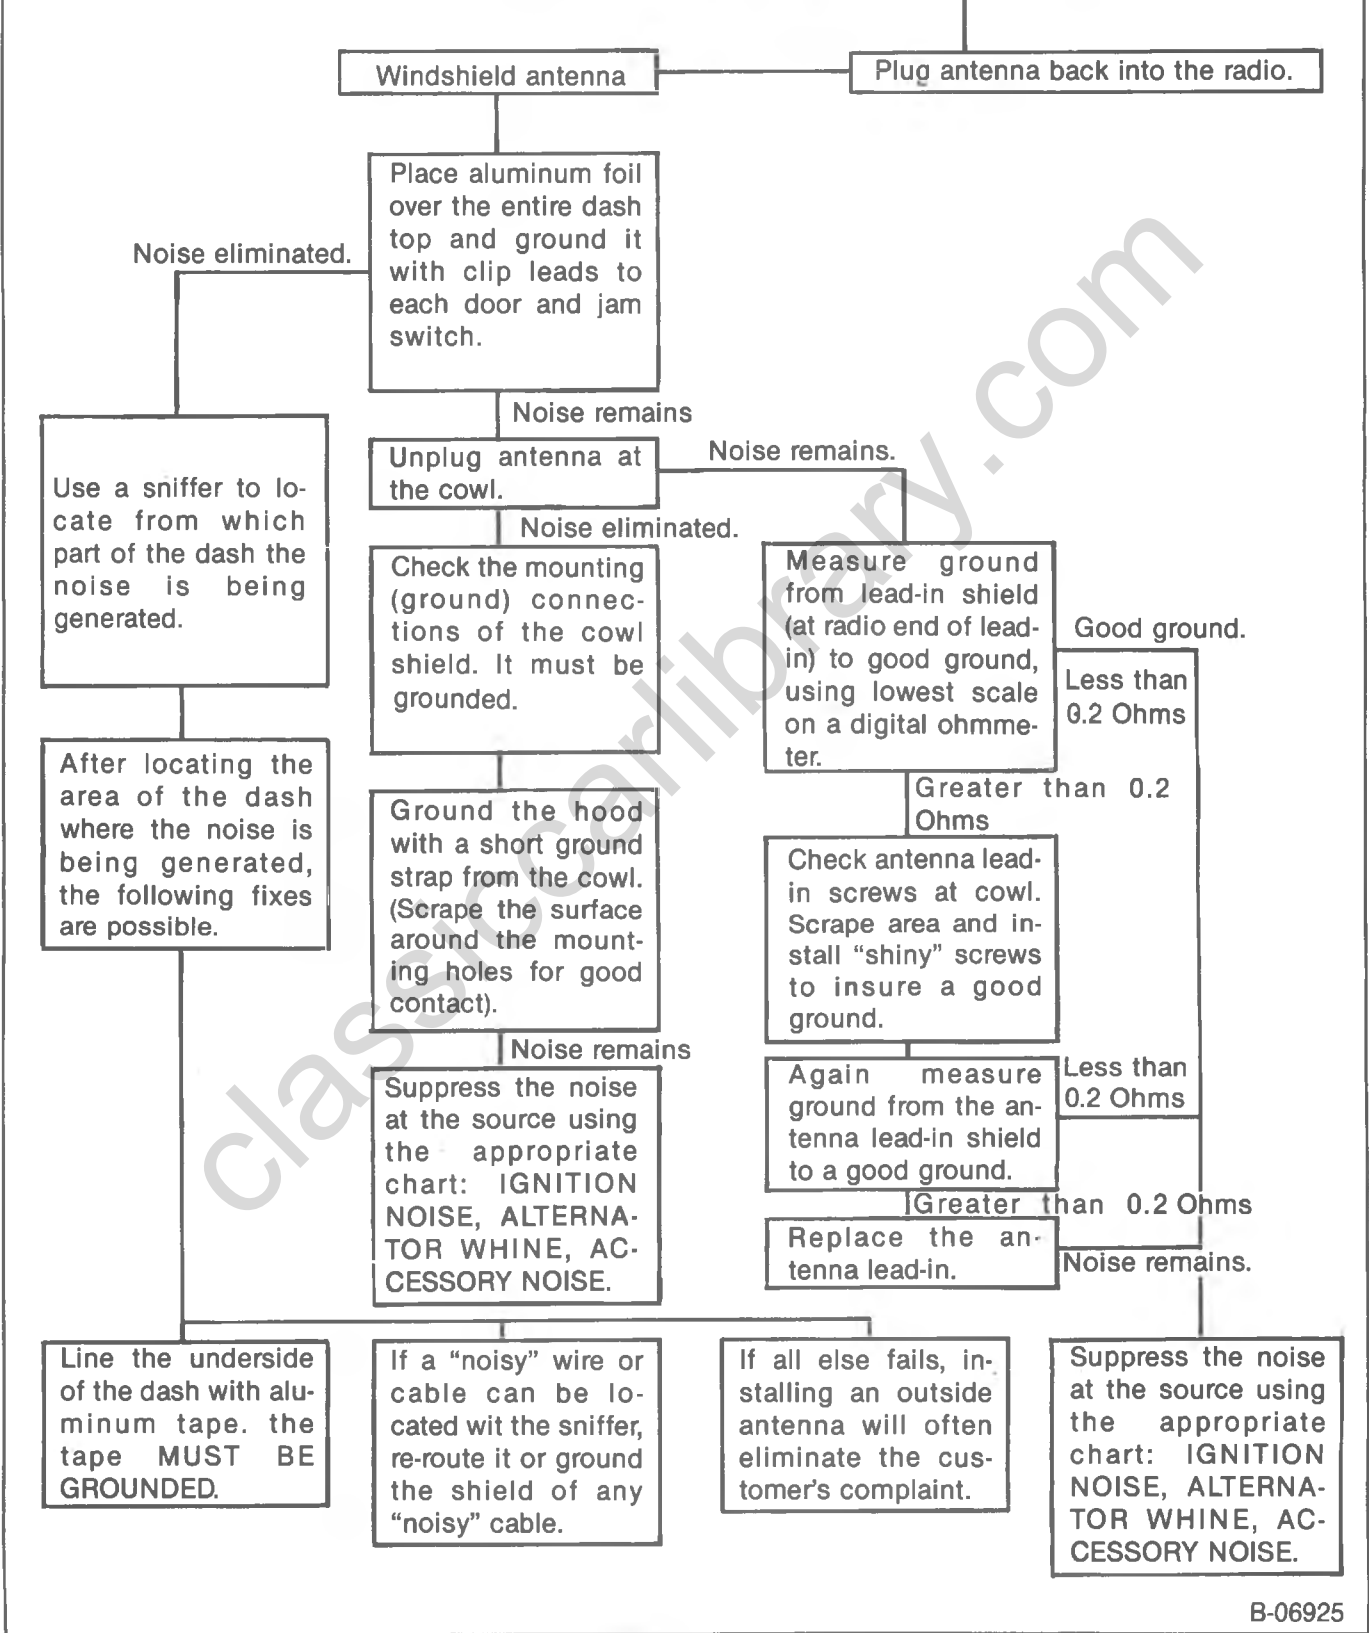 Windshield antenna
Plug antenna back into the radio.
Place aluminum foil
over the entire dash
top and ground it
with clip leads to
each door and jam
switch.
Noise eliminated.
Noise remains
Use a sniffer to lo-
cate from which
part of the dash the
noise is being
generated.
Unplug antenna at
the cowl.
Noise remains.
Noise eliminated.
Check the mounting
(ground) connec-
tions of the cowl
shield. It must be
grounded.
Measure ground
from lead-in shield
(at radio end of lead-
in) to good ground,
using lowest scale
on a digital ohmme-
ter.
Good ground.
Less than
0.2 Ohms
After locating the
area of the dash
where the noise is
being generated,
the following fixes
are possible.
Ground the hood
with a short ground
strap from the cowl.
(Scrape the surface
around the mount-
ing holes for good
contact).
Greater than 0.2
Ohms
Check antenna lead-
in screws at cowl.
Scrape area and in-
stall “shiny” screws
to insure a good
ground.
Noise remains
Suppress the noise
at the source using
the appropriate
chart: IGNITION
NOISE, ALTERNA-
TOR WHINE, AC-
CESSORY NOISE.
Again measure
ground from the an-
tenna lead-in shield
to a good ground.
Less than
0.2 Ohms
Greater than 0.2 Ohms
Replace the an-
tenna lead-in.
Noise remains.
Line the underside
of the dash with alu-
minum tape. the
tape MUST BE
GROUNDED.
If a “noisy” wire or
cable can be lo-
cated wit the sniffer,
re-route it or ground
the shield of any
“noisy” cable.
If all else fails, in-
stalling an outside
antenna will often
eliminate the cus-
tomer's complaint.
Suppress the noise
at the source using
the appropriate
chart: IGNITION
NOISE, ALTERNA-
TOR WHINE, AC-
CESSORY NOISE.
B-06925
classiccarlibrary.com